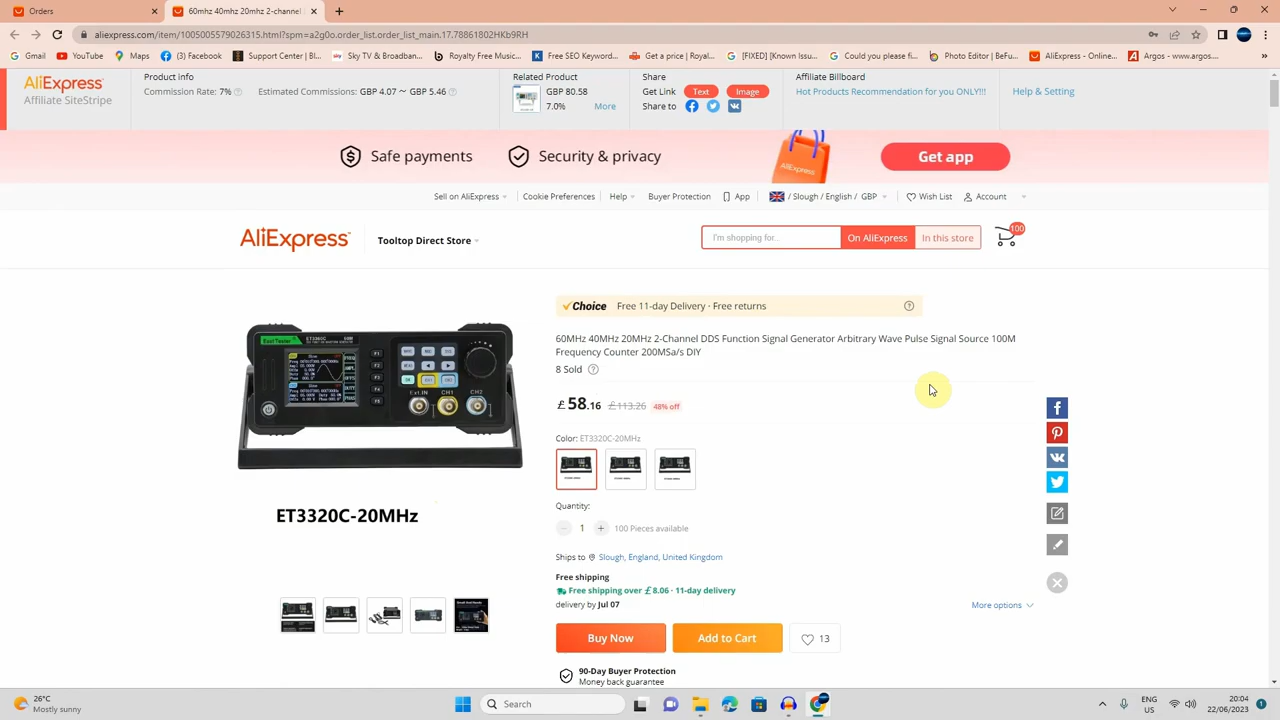 Orders
60mhz 40mhz 20mhz 2-channel
aliexpress.com/item/1005005579026315.html?spm=a2g0o.order_list.order_list_main.17.78861802HKb9RH
Gmail
YouTube
Maps
(3) Facebook
Support Center | Bl...
Sky TV & Broadban...
Royalty Free Music...
Free SEO Keyword...
Get a price | Royal...
[FIXED] [Known Issu...
Could you please fi...
Photo Editor | BeFu...
AliExpress - Online...
Argos - www.argos...
AliExpress
Affiliate SiteStripe
Product info
Commission Rate: 7%
Estimated Commissions: GBP 4.07 ~ GBP 5.46
Related Product
GBP 80.58
7.0%
More
Share
Get Link
Text
Image
Share to
Affiliate Billboard
Hot Products Recommendation for you ONLY!!!
Help & Setting
Safe payments
Security & privacy
AliExpress
Get app
Sell on AliExpress
Cookie Preferences
Help
Buyer Protection
App
/ Slough / English / GBP
Wish List
Account
AliExpress
Tooltop Direct Store
I'm shopping for...
On AliExpress
In this store
100
Choice Free 11-day Delivery · Free returns
60MHz 40MHz 20MHz 2-Channel DDS Function Signal Generator Arbitrary Wave Pulse Signal Source 100M
Frequency Counter 200MSa/s DIY
8 Sold
£58.16 £113.26 48% off
Color: ET3320C-20MHz
East Tester
Ext.IN
CH1
CH2
ET3320C-20MHz
Quantity:
1
100 Pieces available
Ships to Slough, England, United Kingdom
Free shipping
Free shipping over £8.06 · 11-day delivery
delivery by Jul 07
More options
Buy Now
Add to Cart
13
90-Day Buyer Protection
Money back guarantee
26°C
Mostly sunny
Search
ENG
US
20:04
22/06/2023